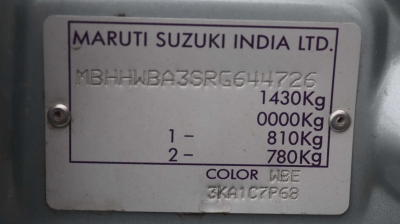 MARUTI SUZUKI INDIA LTD.
MBHHWBA3SRG644726
1430Kg
0000Kg
1 – 810Kg
2 – 780Kg
COLOR WBE
3KA1C7P68